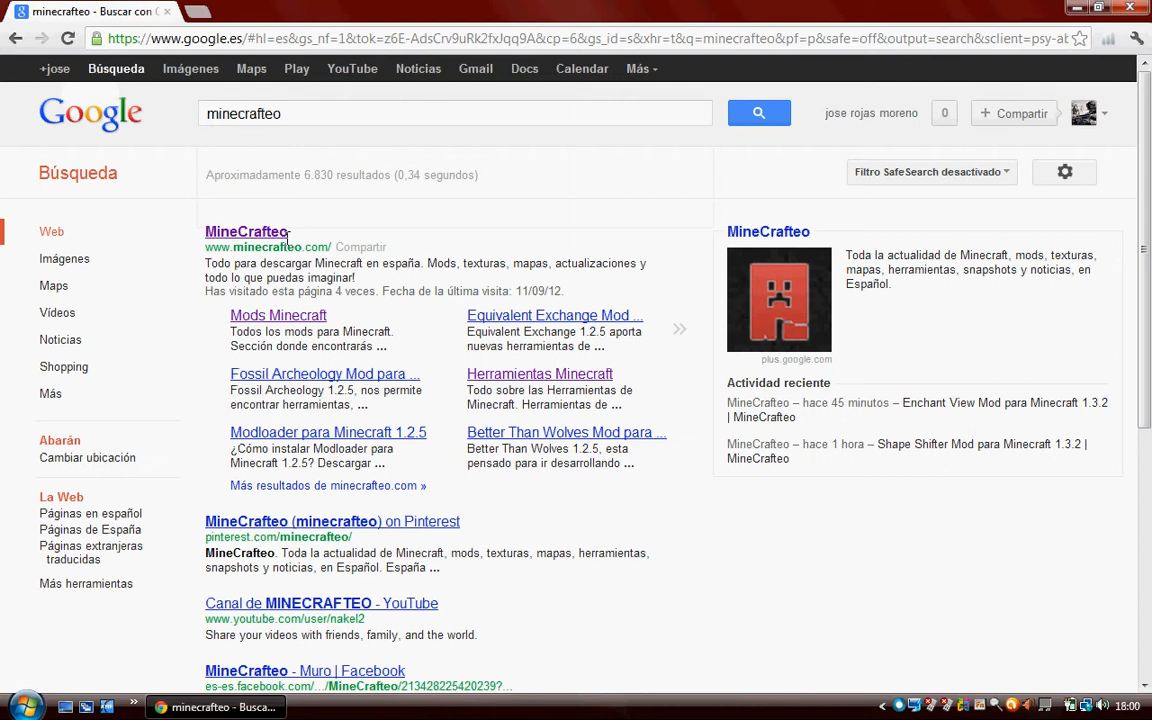 minecrafteo - Buscar con G
https://www.google.es/#hl=es&gs_nf=1&tok=z6E-AdsCrv9uRk2fxJqq9A&cp=6&gs_id=s&xhr=t&q=minecrafteo&pf=p&safe=off&output=search&sclient=psy-ab
+jose Búsqueda Imágenes Maps Play YouTube Noticias Gmail Docs Calendar Más
Google minecrafteo jose rojas moreno 0 + Compartir
Búsqueda Aproximadamente 6.830 resultados (0,34 segundos) Filtro SafeSearch desactivado
Web
Imágenes
Maps
Vídeos
Noticias
Shopping
Más
Abarán
Cambiar ubicación
La Web
Páginas en español
Páginas de España
Páginas extranjeras
traducidas
Más herramientas
MineCrafteo
www.minecrafteo.com/ Compartir
Todo para descargar Minecraft en españa. Mods, texturas, mapas, actualizaciones y
todo lo que puedas imaginar!
Has visitado esta página 4 veces. Fecha de la última visita: 11/09/12.
Mods Minecraft
Todos los mods para Minecraft.
Sección donde encontrarás ...
Equivalent Exchange Mod ...
Equivalent Exchange 1.2.5 aporta
nuevas herramientas de ...
»
Fossil Archeology Mod para ...
Fossil Archeology 1.2.5, nos permite
encontrar herramientas, ...
Herramientas Minecraft
Todo sobre las Herramientas de
Minecraft. Herramientas de ...
Modloader para Minecraft 1.2.5
¿Cómo instalar Modloader para
Minecraft 1.2.5? Descargar ...
Better Than Wolves Mod para ...
Better Than Wolves 1.2.5, esta
pensado para ir desarrollando ...
Más resultados de minecrafteo.com »
MineCrafteo (minecrafteo) on Pinterest
pinterest.com/minecrafteo/
MineCrafteo. Toda la actualidad de Minecraft, mods, texturas, mapas, herramientas,
snapshots y noticias, en Español. España ...
Canal de MINECRAFTEO - YouTube
www.youtube.com/user/nakel2
Share your videos with friends, family, and the world.
MineCrafteo - Muro | Facebook
es-es.facebook.com/.../MineCrafteo/213428225420239?...
MineCrafteo
Toda la actualidad de Minecraft, mods, texturas,
mapas, herramientas, snapshots y noticias, en
Español.
plus.google.com
Actividad reciente
MineCrafteo – hace 45 minutos – Enchant View Mod para Minecraft 1.3.2
| MineCrafteo
MineCrafteo – hace 1 hora – Shape Shifter Mod para Minecraft 1.3.2 |
MineCrafteo
minecrafteo - Busca...
18:00